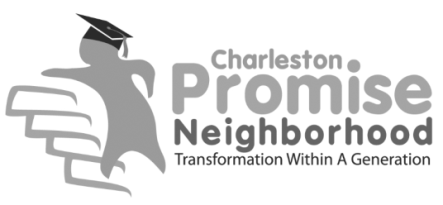 Charleston
Promise
Neighborhood
Transformation Within A Generation